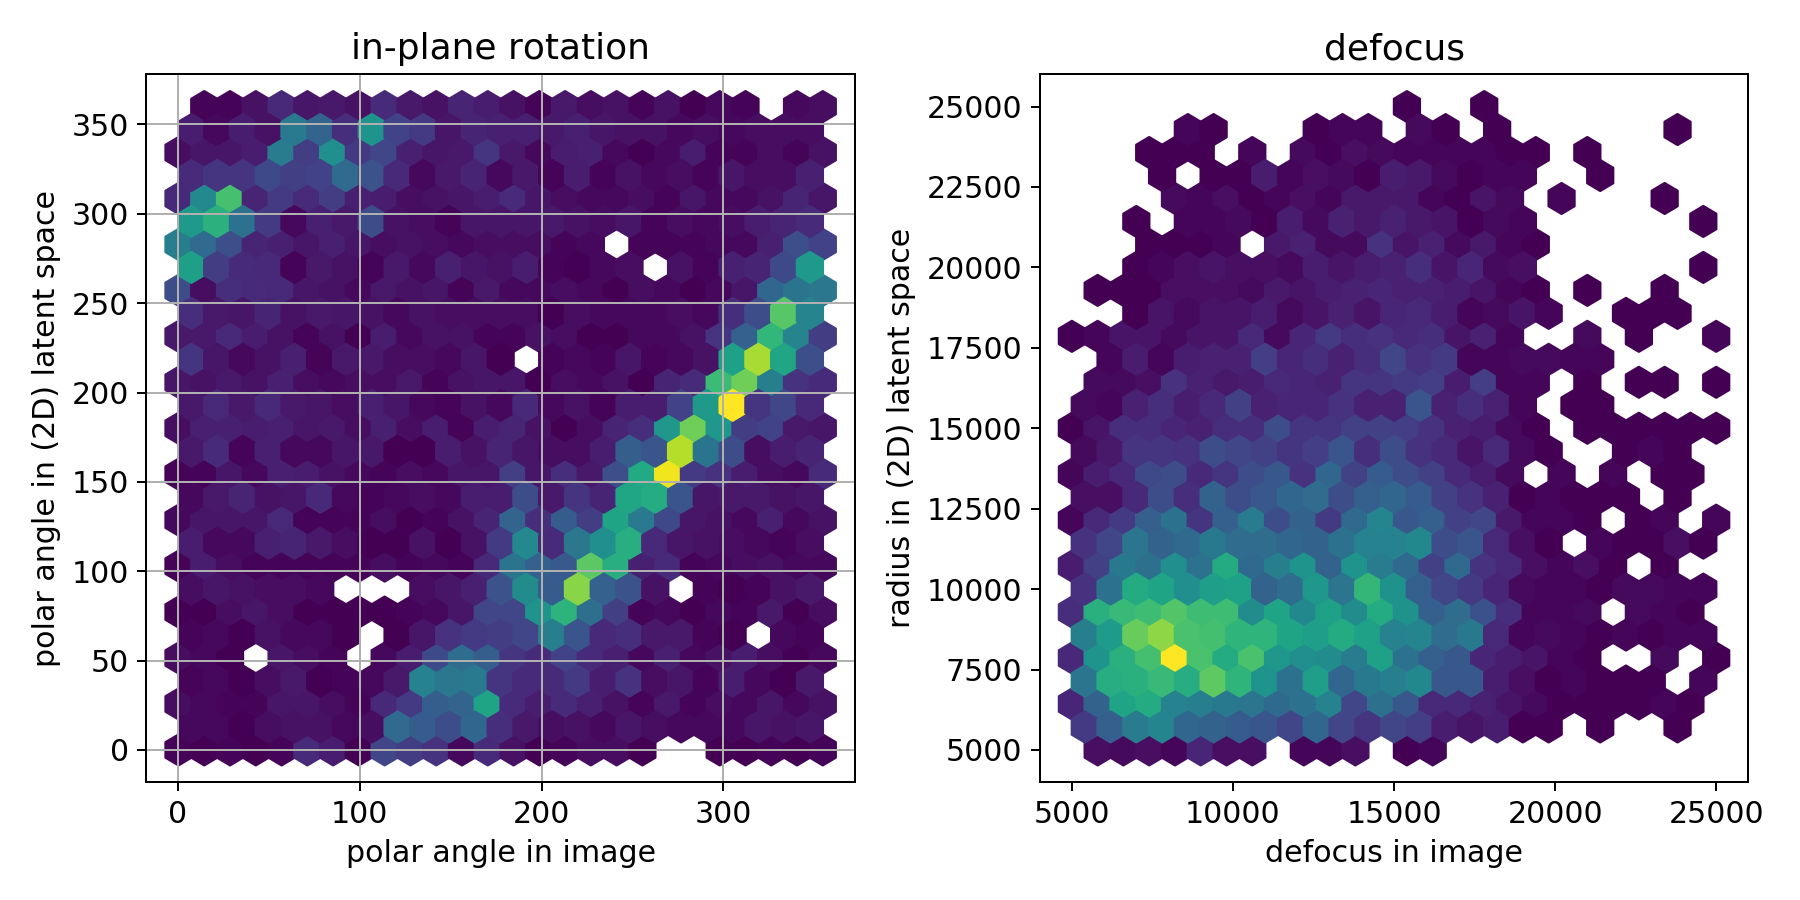 in-plane rotation
polar angle in (2D) latent space
350
300
250
200
150
100
50
0
0 100 200 300
polar angle in image
defocus
radius in (2D) latent space
25000
22500
20000
17500
15000
12500
10000
7500
5000
5000 10000 15000 20000 25000
defocus in image